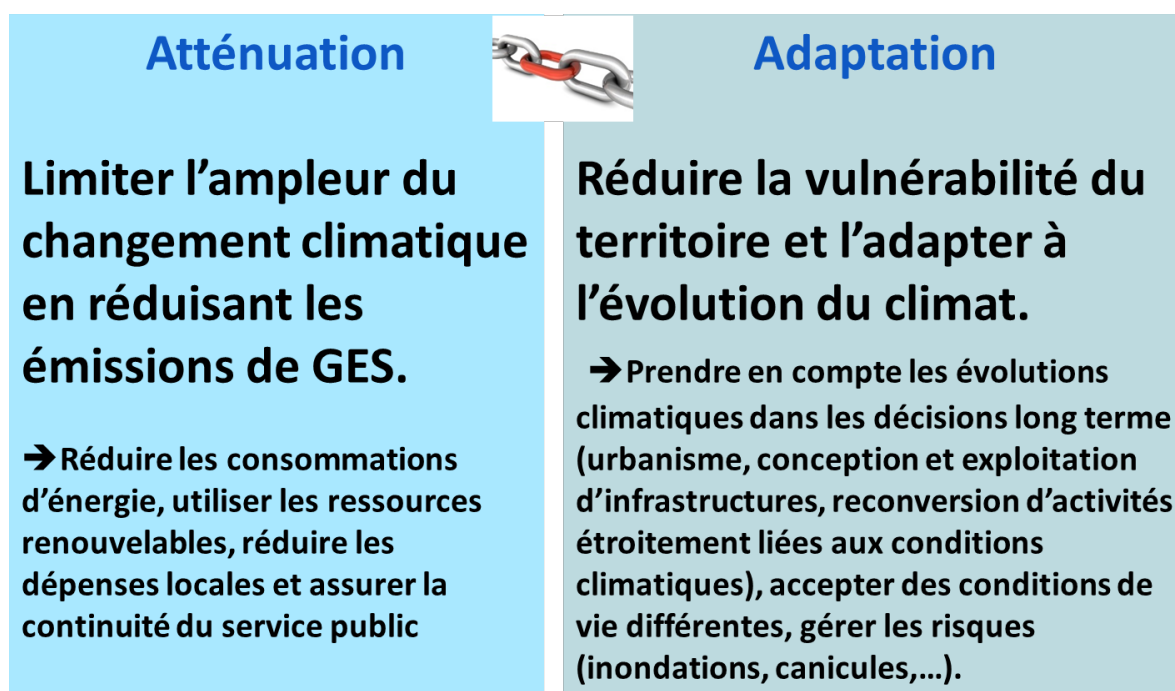 Atténuation
Limiter l’ampleur du
changement climatique
en réduisant les
émissions de GES.
➔Réduire les consommations
d’énergie, utiliser les ressources
renouvelables, réduire les
dépenses locales et assurer la
continuité du service public
Adaptation
Réduire la vulnérabilité du
territoire et l’adapter à
l’évolution du climat.
➔Prendre en compte les évolutions
climatiques dans les décisions long terme
(urbanisme, conception et exploitation
d’infrastructures, reconversion d’activités
étroitement liées aux conditions
climatiques), accepter des conditions de
vie différentes, gérer les risques
(inondations, canicules,…).